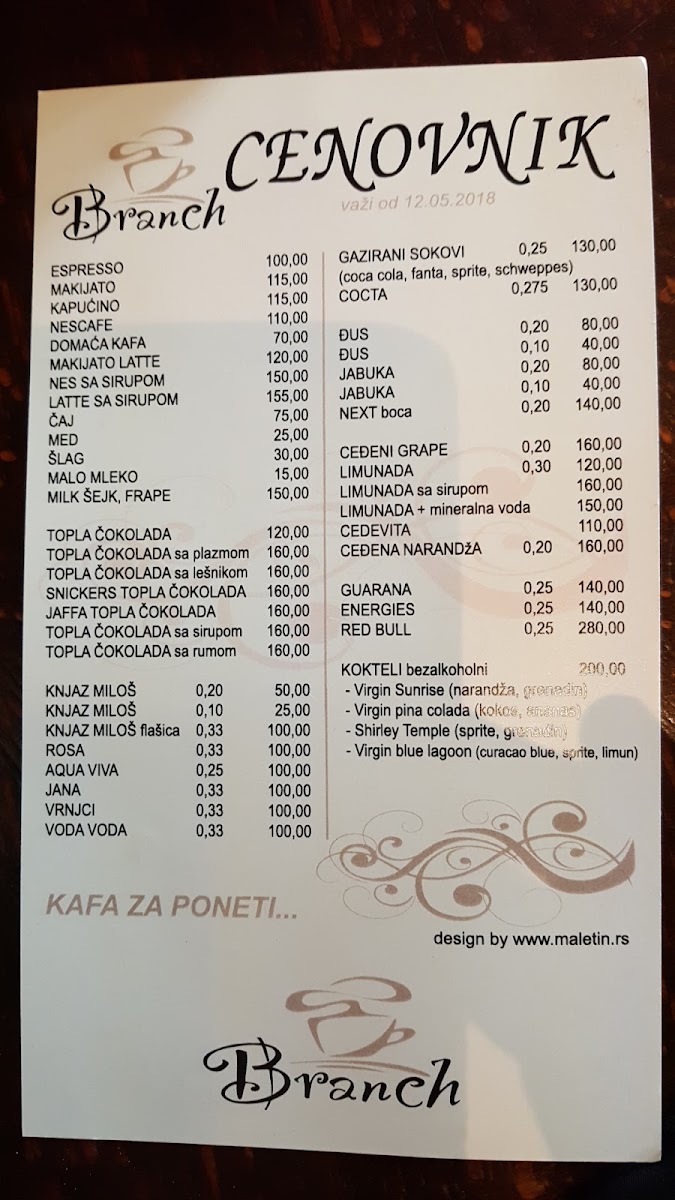 Branch
CENOVNIK
važi od 12.05.2018
ESPRESSO 100,00
MAKIJATO 115,00
KAPUĆINO 115,00
NESCAFE 110,00
DOMAĆA KAFA 70,00
MAKIJATO LATTE 120,00
NES SA SIRUPOM 150,00
LATTE SA SIRUPOM 155,00
ČAJ 75,00
MED 25,00
ŠLAG 30,00
MALO MLEKO 15,00
MILK ŠEJK, FRAPE 150,00
TOPLA ČOKOLADA 120,00
TOPLA ČOKOLADA sa plazmom 160,00
TOPLA ČOKOLADA sa lešnikom 160,00
SNICKERS TOPLA ČOKOLADA 160,00
JAFFA TOPLA ČOKOLADA 160,00
TOPLA ČOKOLADA sa sirupom 160,00
TOPLA ČOKOLADA sa rumom 160,00
KNJAZ MILOŠ 0,20 50,00
KNJAZ MILOŠ 0,10 25,00
KNJAZ MILOŠ flašica 0,33 100,00
ROSA 0,33 100,00
AQUA VIVA 0,25 100,00
JANA 0,33 100,00
VRNJCI 0,33 100,00
VODA VODA 0,33 100,00
GAZIRANI SOKOVI 0,25 130,00
(coca cola, fanta, sprite, schweppes)
COCTA 0,275 130,00
ĐUS 0,20 80,00
ĐUS 0,10 40,00
JABUKA 0,20 80,00
JABUKA 0,10 40,00
NEXT boca 0,20 140,00
CEĐENI GRAPE 0,20 160,00
LIMUNADA 0,30 120,00
LIMUNADA sa sirupom 160,00
LIMUNADA + mineralna voda 150,00
CEDEVITA 110,00
CEĐENA NARANDžA 0,20 160,00
GUARANA 0,25 140,00
ENERGIES 0,25 140,00
RED BULL 0,25 280,00
KOKTELI bezalkoholni 200,00
- Virgin Sunrise (narandža, grenadin)
- Virgin pina colada (kokos, ananas)
- Shirley Temple (sprite, grenadin)
- Virgin blue lagoon (curacao blue, sprite, limun)
KAFA ZA PONETI...
design by www.maletin.rs
Branch